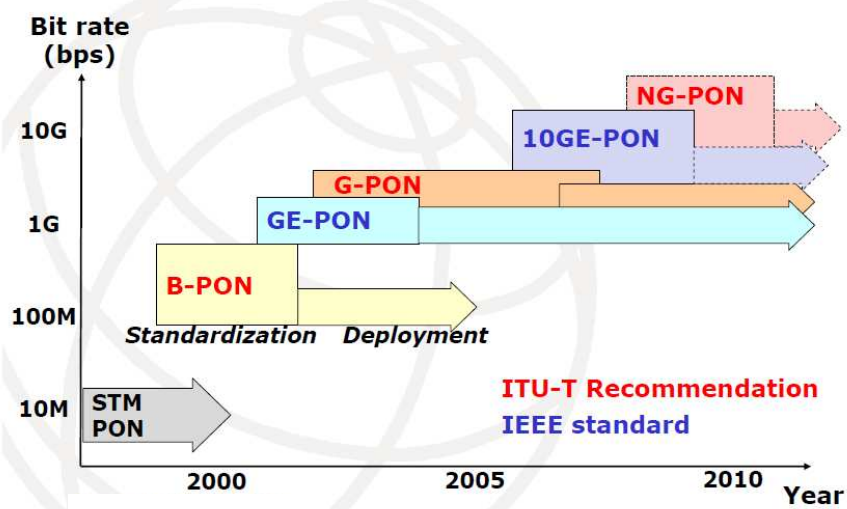 Bit rate
(bps)
NG-PON
10G
10GE-PON
G-PON
1G
GE-PON
B-PON
100M
Standardization Deployment
ITU-T Recommendation
10M
STM
PON
IEEE standard
2000
2005
2010
Year